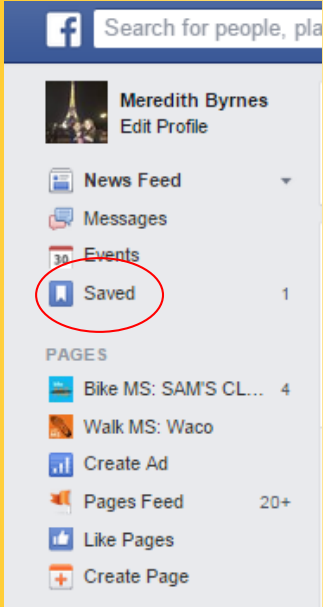 f Search for people, pla
Meredith Byrnes
Edit Profile
News Feed
Messages
30 Events
Saved 1
PAGES
Bike MS: SAM'S CL... 4
Walk MS: Waco
Create Ad
Pages Feed 20+
Like Pages
Create Page